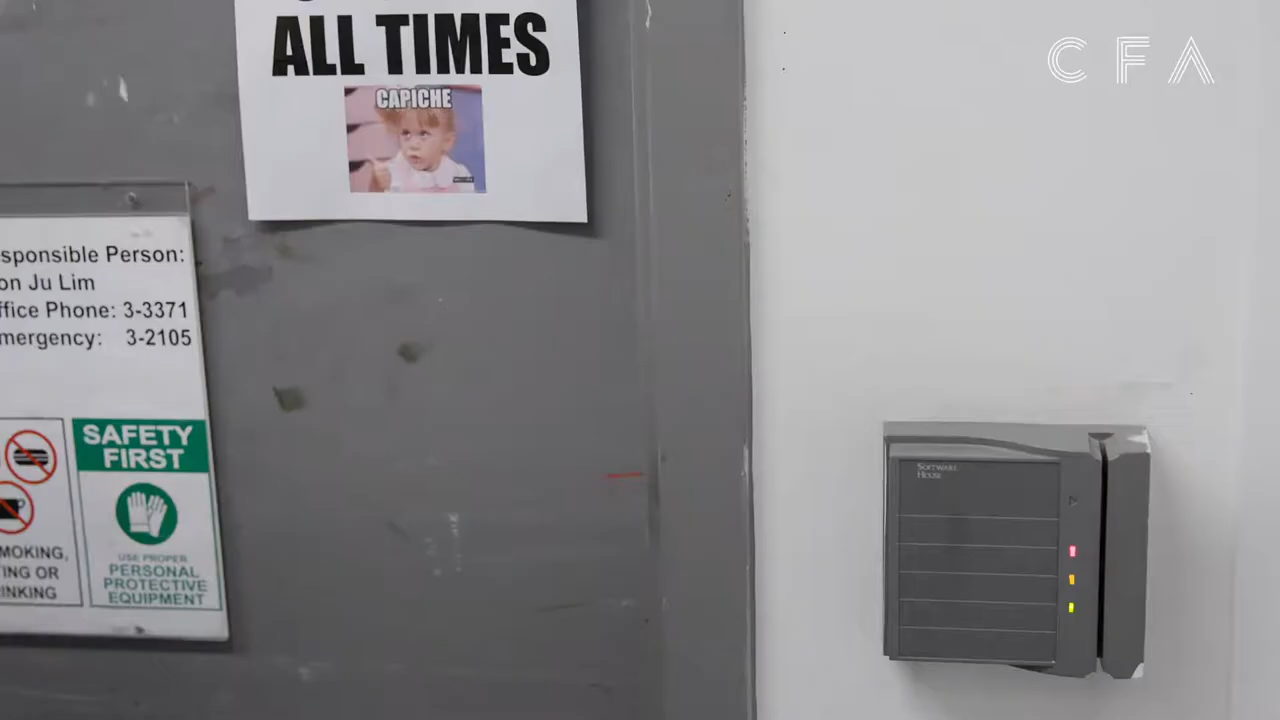 ALL TIMES
CAPICHE
CFA
sponsible Person:
on Ju Lim
ffice Phone: 3-3371
mergency: 3-2105
SAFETY
FIRST
MOKING,
ING OR
INKING
USE PROPER
PERSONAL
PROTECTIVE
EQUIPMENT
SOFTWARE
HOUSE